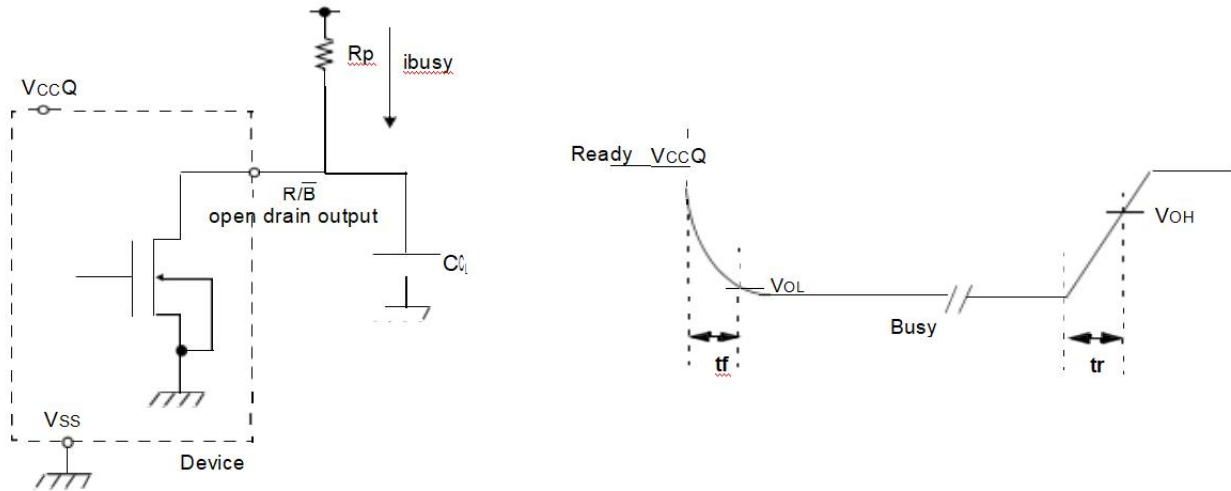 Rp
ibusy
VCCQ
R/B̅
open drain output
VSS
Device
Ready VCCQ
VOL
Busy
VOH
tf
tr